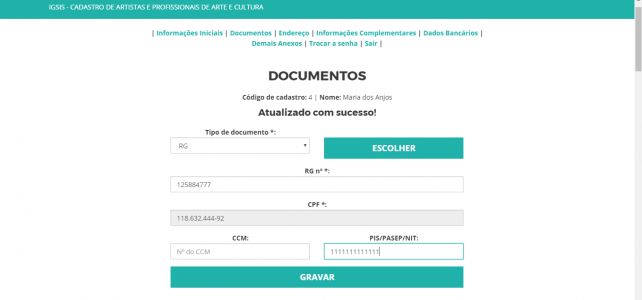 IGSIS - CADASTRO DE ARTISTAS E PROFISSIONAIS DE ARTE E CULTURA
| Informações Iniciais | Documentos | Endereço | Informações Complementares | Dados Bancários |
Demais Anexos | Trocar a senha | Sair |
DOCUMENTOS
Código de cadastro: 4 | Nome: Maria dos Anjos
Atualizado com sucesso!
Tipo de documento *:
RG
ESCOLHER
RG nº *:
125884777
CPF *:
118.632.444-92
CCM:
PIS/PASEP/NIT:
Nº do CCM
1111111111111
GRAVAR